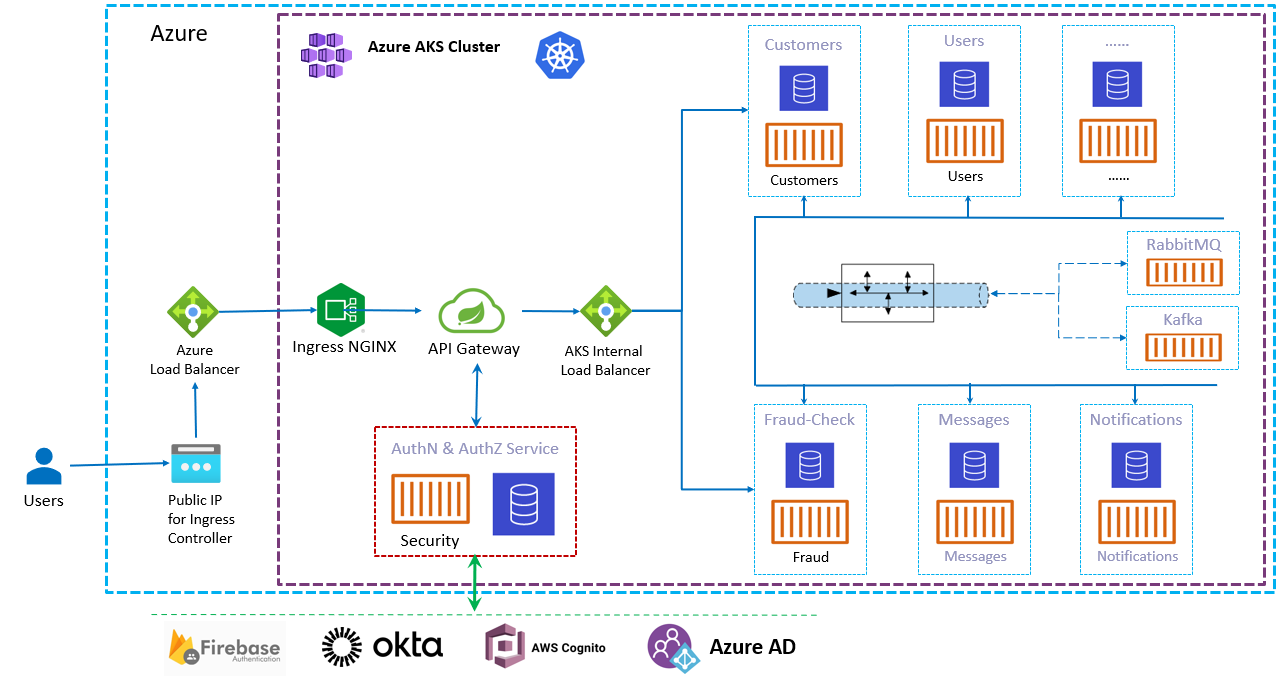 Azure
Azure AKS Cluster
Customers
Customers
Users
Users
......
......
RabbitMQ
Kafka
Azure
Load Balancer
Ingress NGINX
API Gateway
AKS Internal
Load Balancer
Users
Public IP
for Ingress
Controller
AuthN & AuthZ Service
Security
Fraud-Check
Fraud
Messages
Messages
Notifications
Notifications
Firebase
Authentication
okta
AWS Cognito
Azure AD